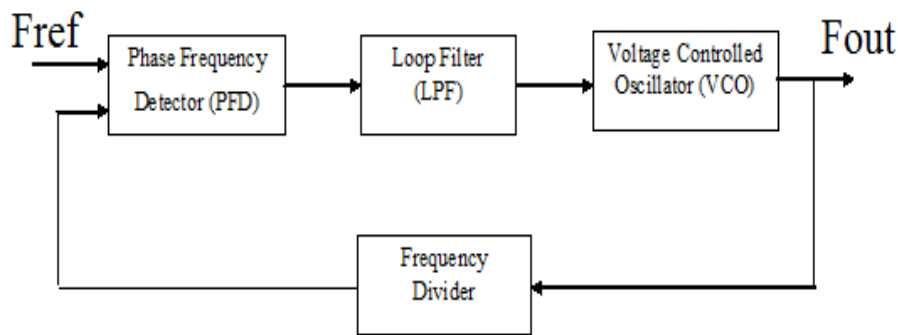 Fref
Phase Frequency
Detector (PFD)
Loop Filter
(LPF)
Voltage Controlled
Oscillator (VCO)
Fout
Frequency
Divider